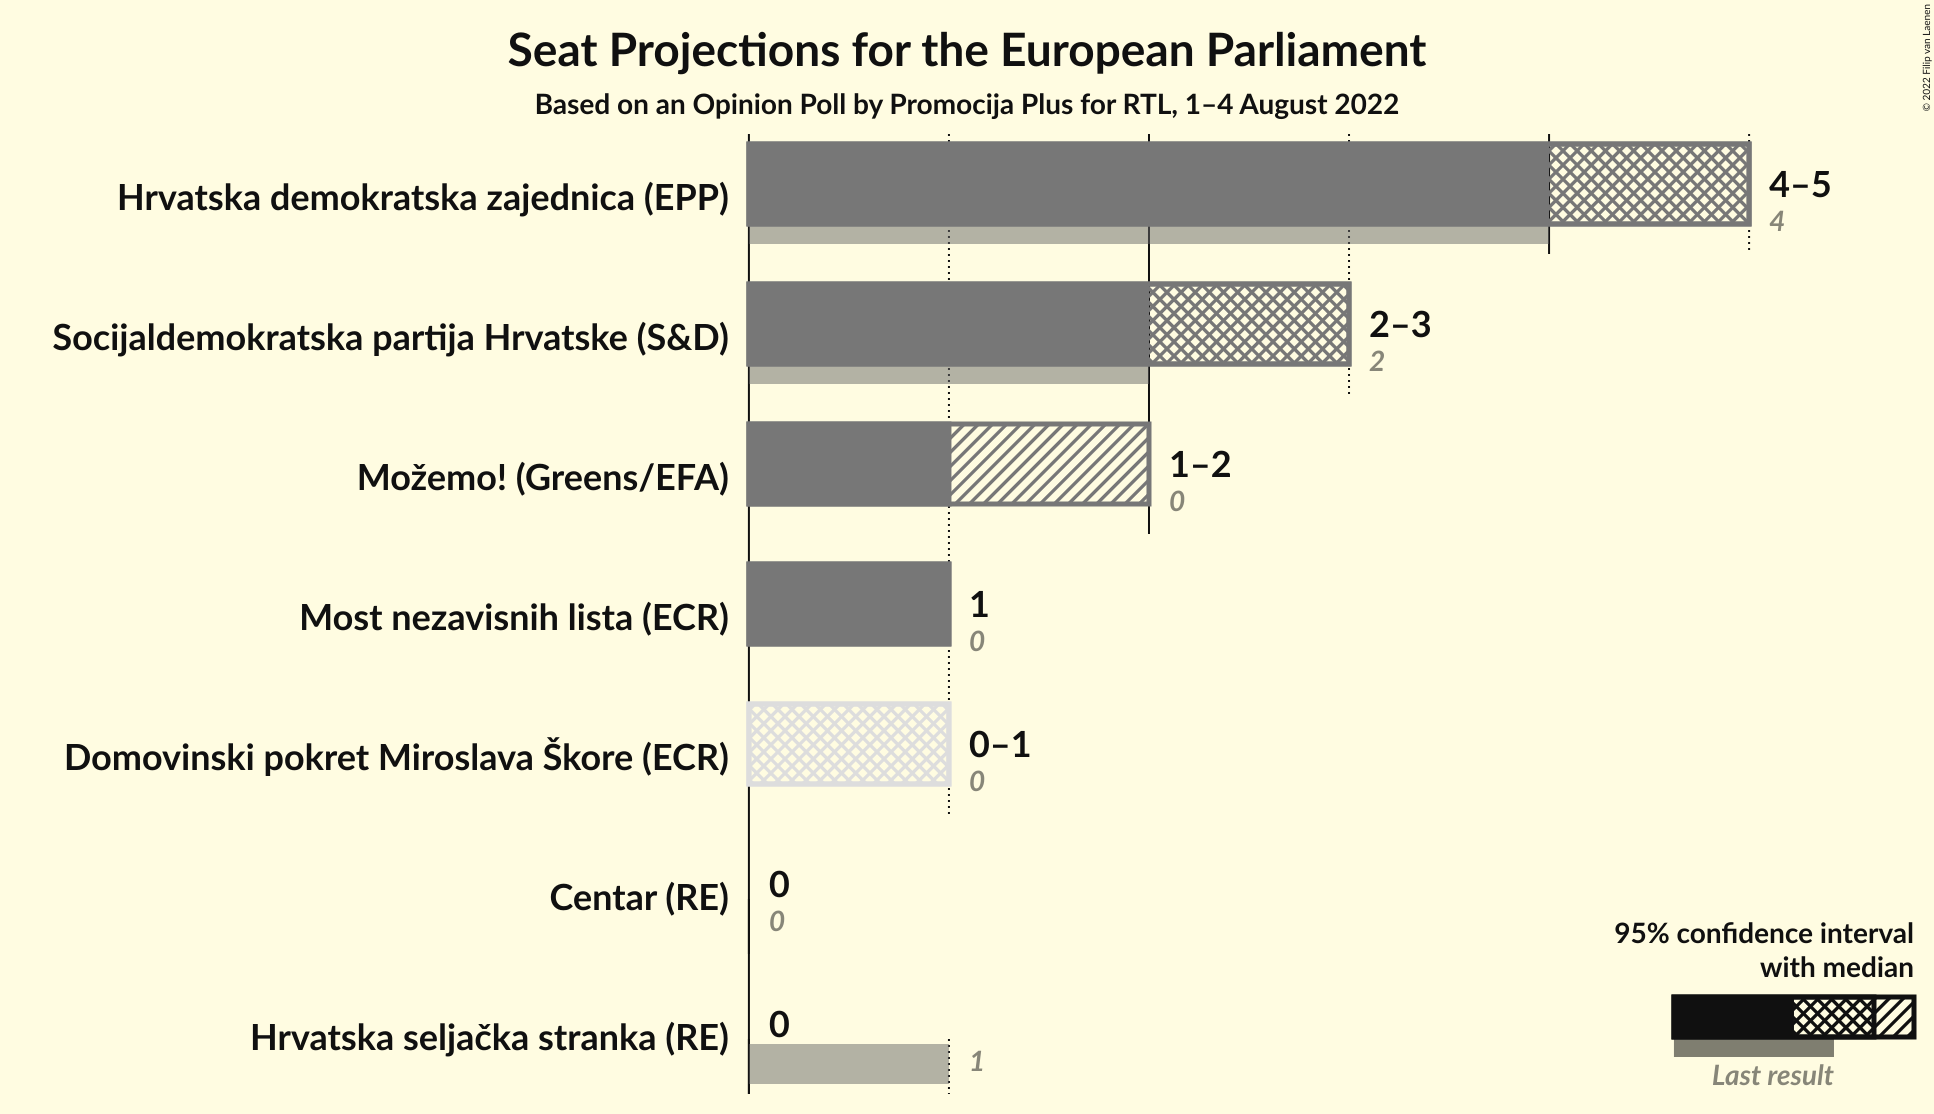 Seat Projections for the European Parliament
Based on an Opinion Poll by Promocija Plus for RTL, 1–4 August 2022
© 2022 Filip van Laenen
Hrvatska demokratska zajednica (EPP)
4–5
4
Socijaldemokratska partija Hrvatske (S&D)
2–3
2
Možemo! (Greens/EFA)
1–2
0
Most nezavisnih lista (ECR)
1
0
Domovinski pokret Miroslava Škore (ECR)
0–1
0
Centar (RE)
0
0
Hrvatska seljačka stranka (RE)
0
1
95% confidence interval
with median
Last result